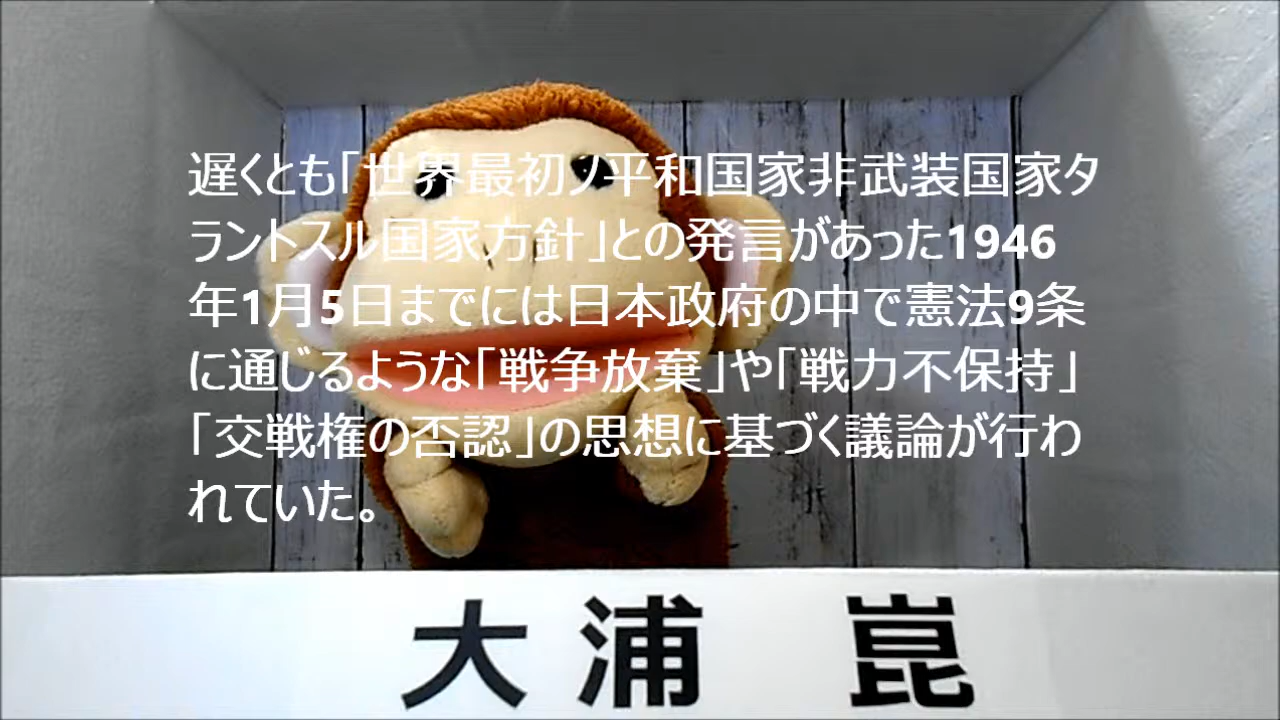 遅くとも「世界最初ノ平和国家非武装国家タ
ラントスル国家方針」との発言があった1946
年1月5日までには日本政府の中で憲法9条
に通じるような「戦争放棄」や「戦力不保持」
「交戦権の否認」の思想に基づく議論が行わ
れていた。
大浦 崑